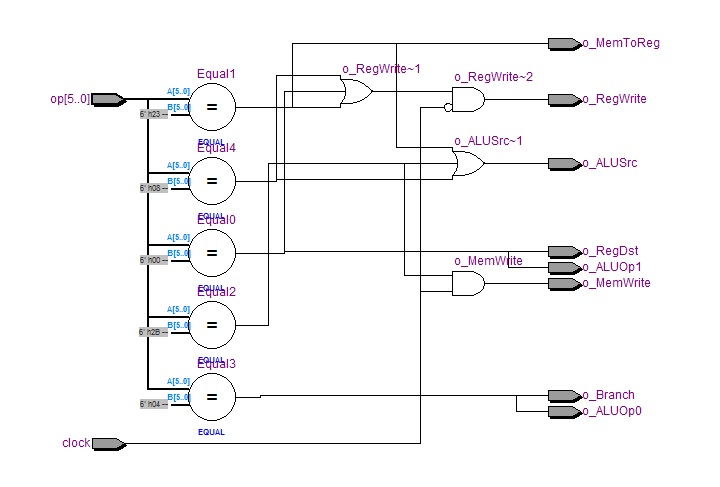 o_MemToReg
Equal1
o_RegWrite~1
o_RegWrite~2
op[5..0]
A[5..0]
B[5..0]
6' h23 --
=
o_RegWrite
EQUAL
Equal4
o_ALUSrc~1
A[5..0]
B[5..0]
6' h08 --
=
o_ALUSrc
EQUAL
Equal0
A[5..0]
B[5..0]
6' h00 --
=
o_RegDst
o_MemWrite
o_ALUOp1
o_MemWrite
EQUAL
Equal2
A[5..0]
B[5..0]
6' h2B --
=
EQUAL
Equal3
A[5..0]
B[5..0]
6' h04 --
=
o_Branch
o_ALUOp0
EQUAL
clock